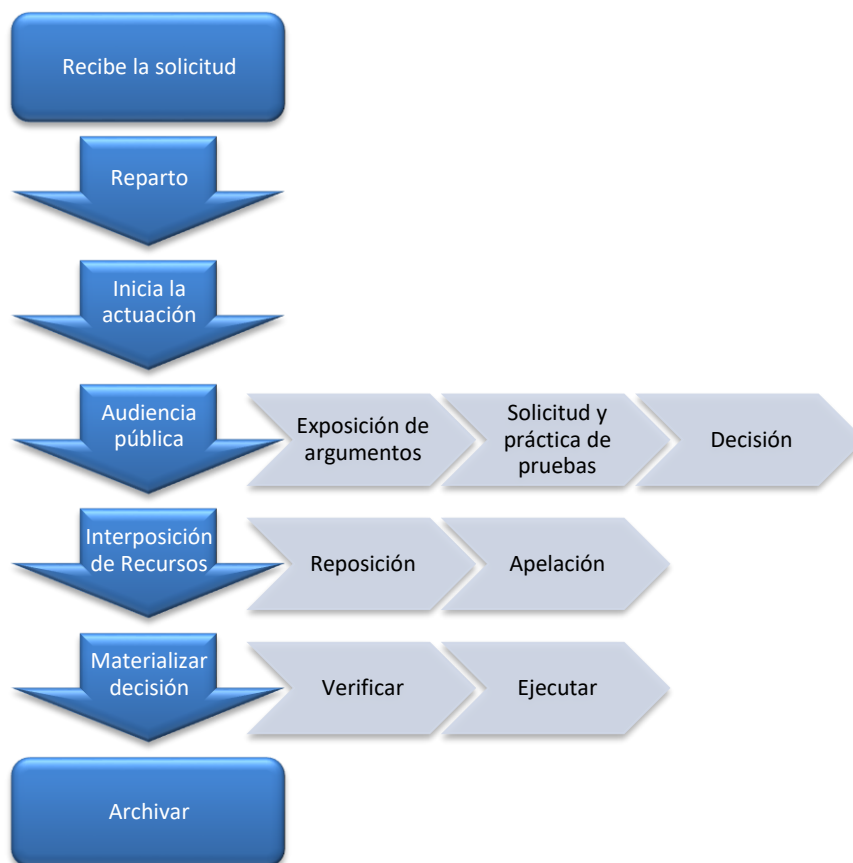 Recibe la solicitud
Reparto
Inicia la
actuación
Audiencia
pública
Exposición de
argumentos
Solicitud y
práctica de
pruebas
Decisión
Interposición
de Recursos
Reposición
Apelación
Materializar
decisión
Verificar
Ejecutar
Archivar